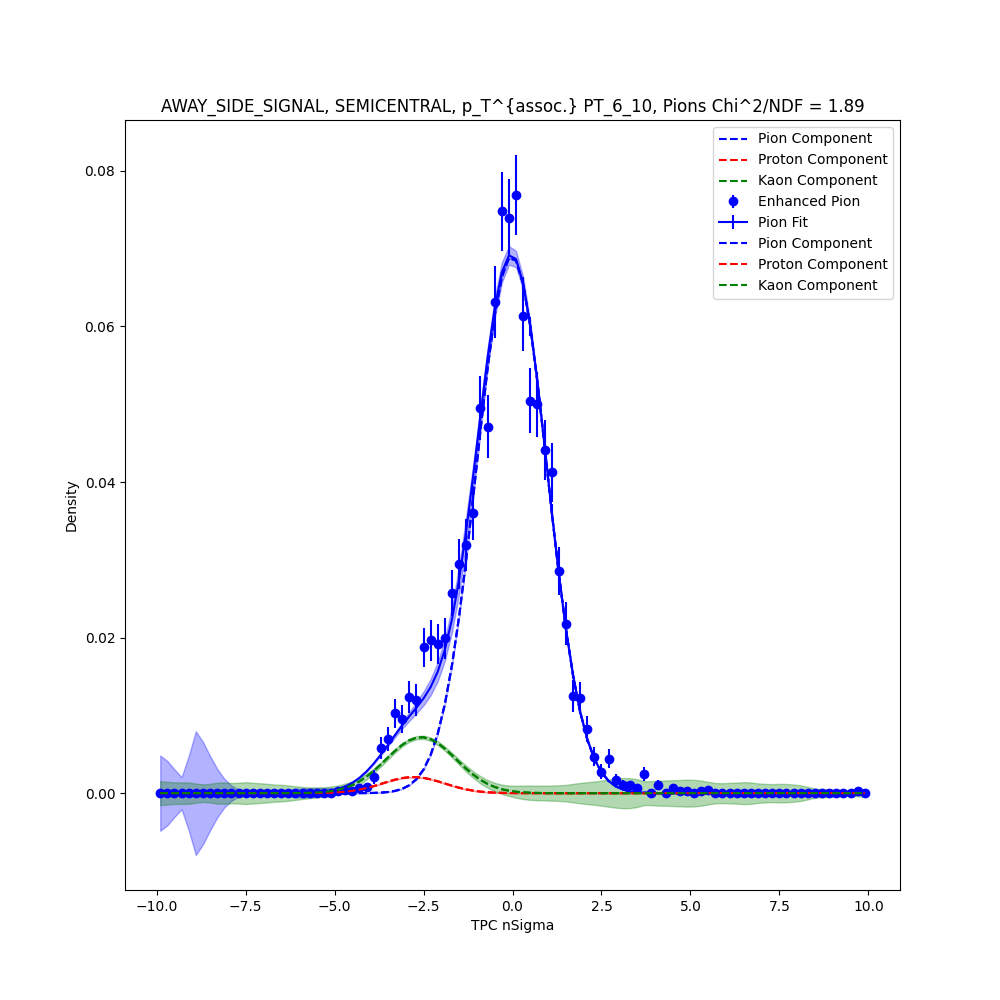 AWAY_SIDE_SIGNAL, SEMICENTRAL, p_T^{assoc.} PT_6_10, Pions Chi^2/NDF = 1.89
Pion Component
Proton Component
Kaon Component
Enhanced Pion
Pion Fit
Pion Component
Proton Component
Kaon Component
0.08
0.06
0.04
0.02
0.00
Density
−10.0 −7.5 −5.0 −2.5 0.0 2.5 5.0 7.5 10.0
TPC nSigma